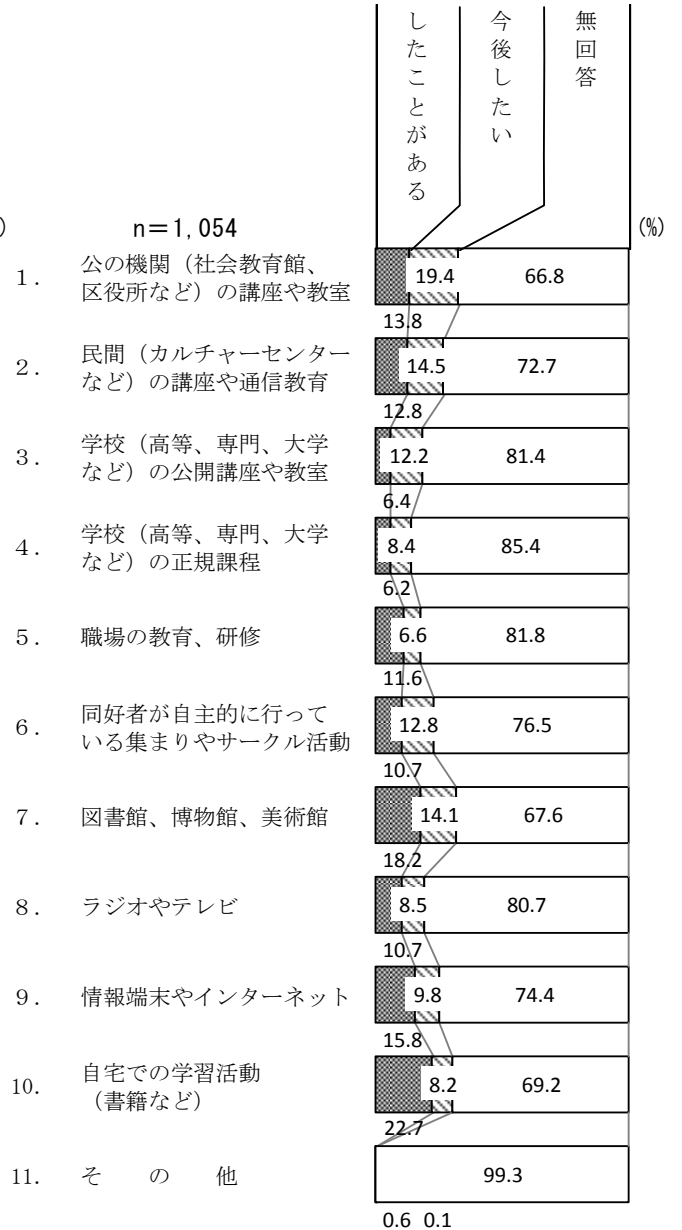 したことがある
今後したい
無回答
) n＝1,054 (%)
1. 公の機関（社会教育館、
区役所など）の講座や教室
19.4 66.8
13.8
2. 民間（カルチャーセンター
など）の講座や通信教育
14.5 72.7
12.8
3. 学校（高等、専門、大学
など）の公開講座や教室
12.2 81.4
6.4
4. 学校（高等、専門、大学
など）の正規課程
8.4 85.4
6.2
5. 職場の教育、研修
6.6 81.8
11.6
6. 同好者が自主的に行って
いる集まりやサークル活動
12.8 76.5
10.7
7. 図書館、博物館、美術館
14.1 67.6
18.2
8. ラジオやテレビ
8.5 80.7
10.7
9. 情報端末やインターネット
9.8 74.4
15.8
10. 自宅での学習活動
（書籍など）
8.2 69.2
22.7
11. そ の 他
99.3
0.6 0.1